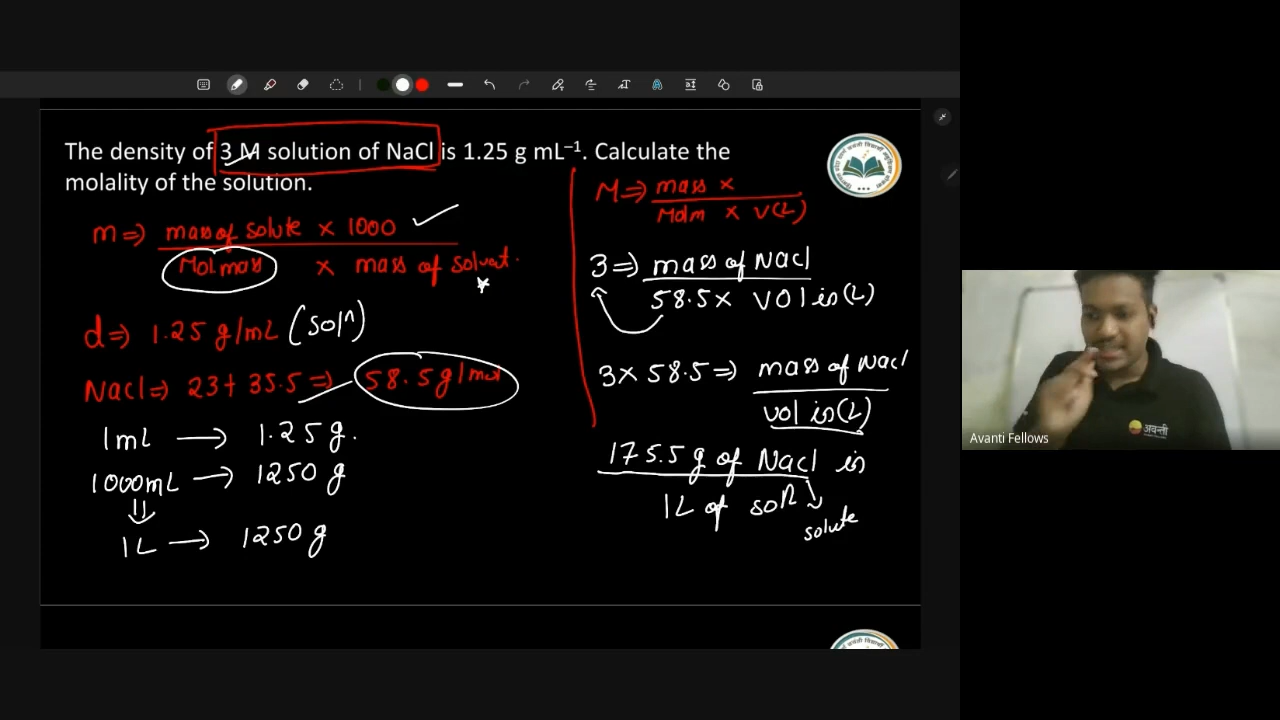 The density of 3 M solution of NaCl is 1.25 g mL⁻¹. Calculate the
molality of the solution.
m ⇒ mass of solute × 1000
Mol mass × mass of solvent.
d ⇒ 1.25 g/mL (solⁿ)
Nacl ⇒ 23 + 35.5 ⇒ 58.5 g/mol
1mL → 1.25 g.
1000mL → 1250 g
⇓
1L → 1250 g
M ⇒ mass ×
Molm × V(L)
3 ⇒ mass of Nacl
58.5 × vol in (L)
3 × 58.5 ⇒ mass of Nacl
vol in (L)
175.5 g of Nacl in
1L of solⁿ
solute
अवन्ती
Avanti Fellows